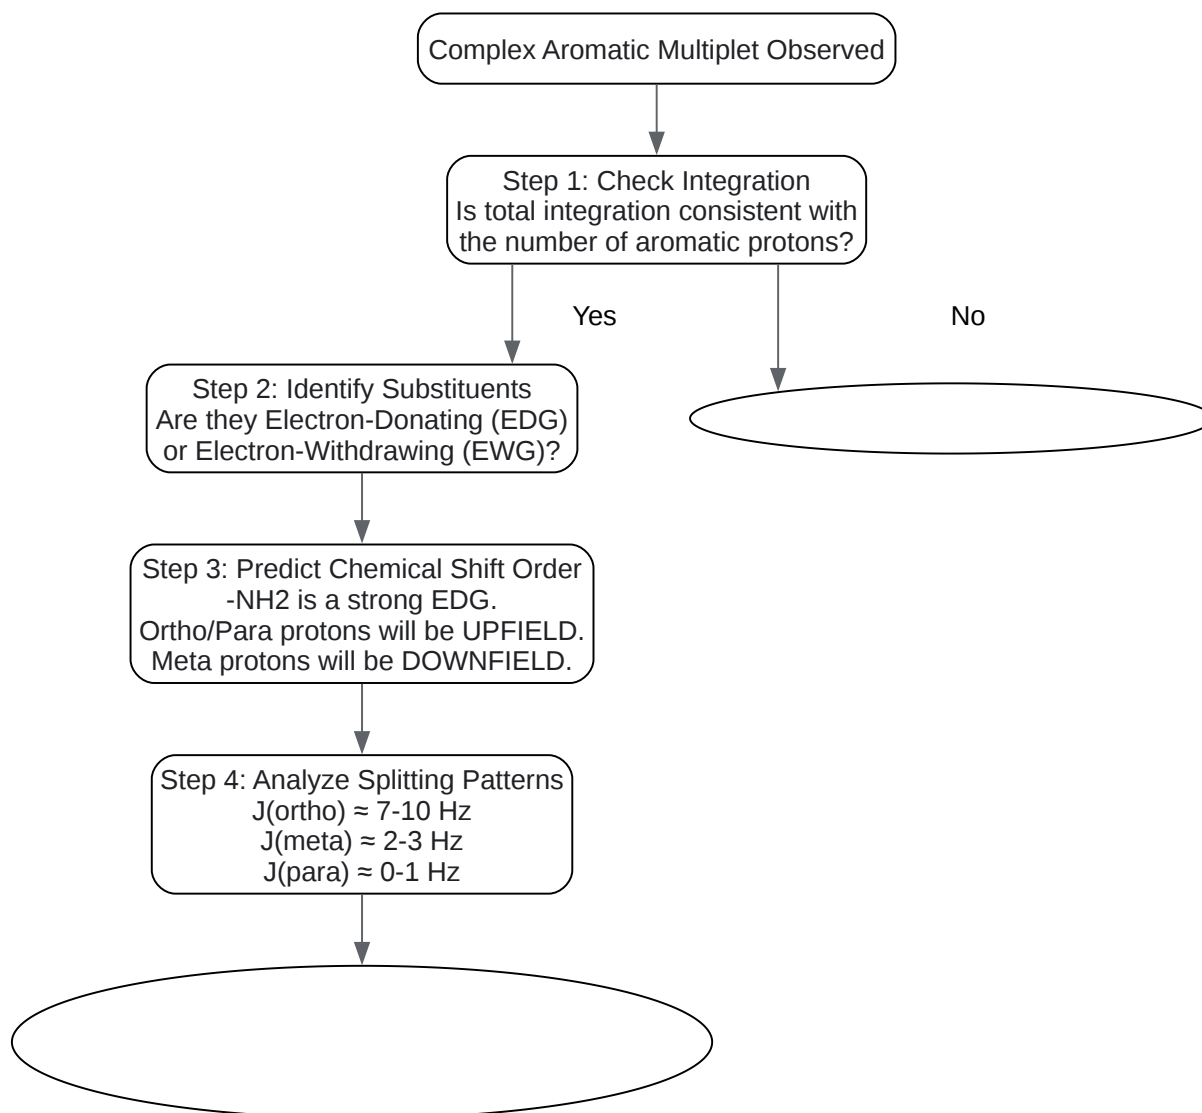 Complex Aromatic Multiplet Observed
Step 1: Check Integration
Is total integration consistent with
the number of aromatic protons?
Yes
No
Step 2: Identify Substituents
Are they Electron-Donating (EDG)
or Electron-Withdrawing (EWG)?
Step 3: Predict Chemical Shift Order
-NH2 is a strong EDG.
Ortho/Para protons will be UPFIELD.
Meta protons will be DOWNFIELD.
Step 4: Analyze Splitting Patterns
J(ortho) ≈ 7-10 Hz
J(meta) ≈ 2-3 Hz
J(para) ≈ 0-1 Hz